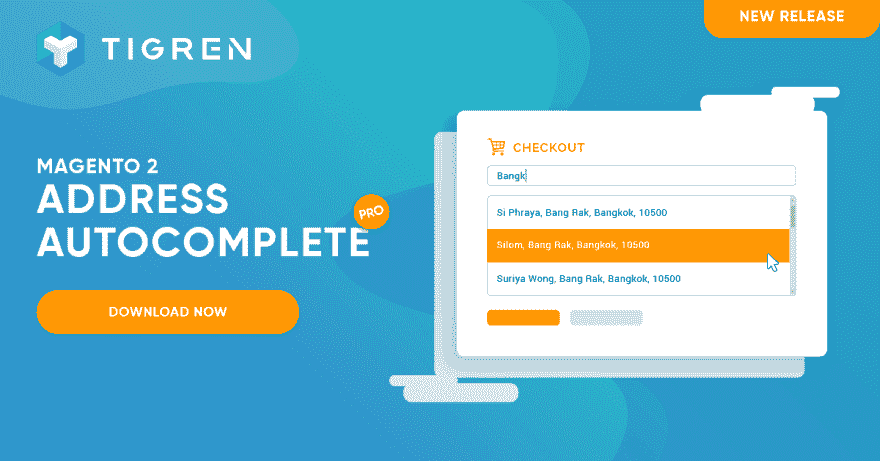 NEW RELEASE
TIGREN
MAGENTO 2
ADDRESS
AUTOCOMPLETE
PRO
DOWNLOAD NOW
CHECKOUT
Bangk
Si Phraya, Bang Rak, Bangkok, 10500
Silom, Bang Rak, Bangkok, 10500
Suriya Wong, Bang Rak, Bangkok, 10500